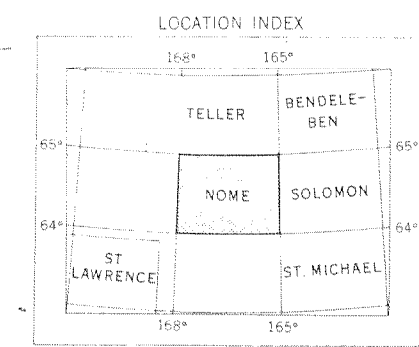 LOCATION INDEX
168° 165°
TELLER
BENDELE-
BEN
65° 65°
NOME
SOLOMON
64° 64°
ST
LAWRENCE
ST. MICHAEL
168° 165°